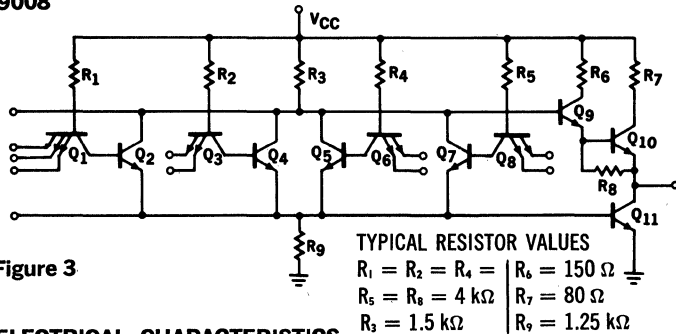 9008
VCC
R1
R2
R3
R4
R5
R6
R7
Q9
Q10
Q1
Q2
Q3
Q4
Q5
Q6
Q7
Q8
R8
Q11
R9
Figure 3
TYPICAL RESISTOR VALUES
R1 = R2 = R4 = | R6 = 150 Ω
R5 = R8 = 4 kΩ | R7 = 80 Ω
R3 = 1.5 kΩ | R9 = 1.25 kΩ
ELECTRICAL CHARACTERISTICS